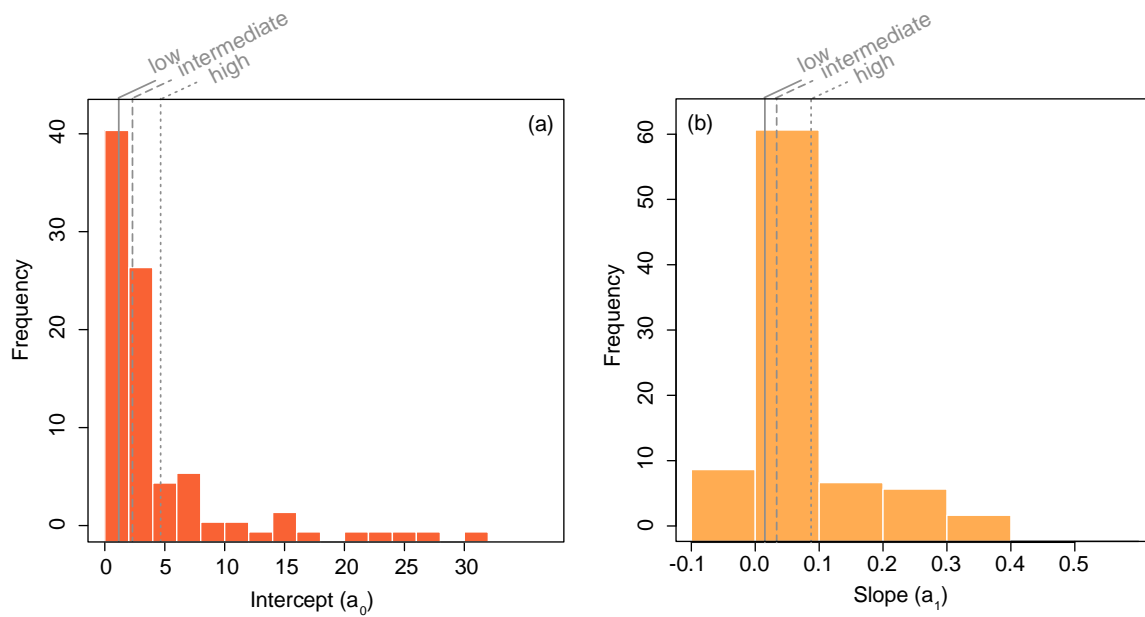 low
intermediate
high
(a)
40
30
20
10
0
Frequency
0 5 10 15 20 25 30
Intercept (a0)
low
intermediate
high
(b)
60
50
40
30
20
10
0
Frequency
-0.1 0.0 0.1 0.2 0.3 0.4 0.5
Slope (a1)